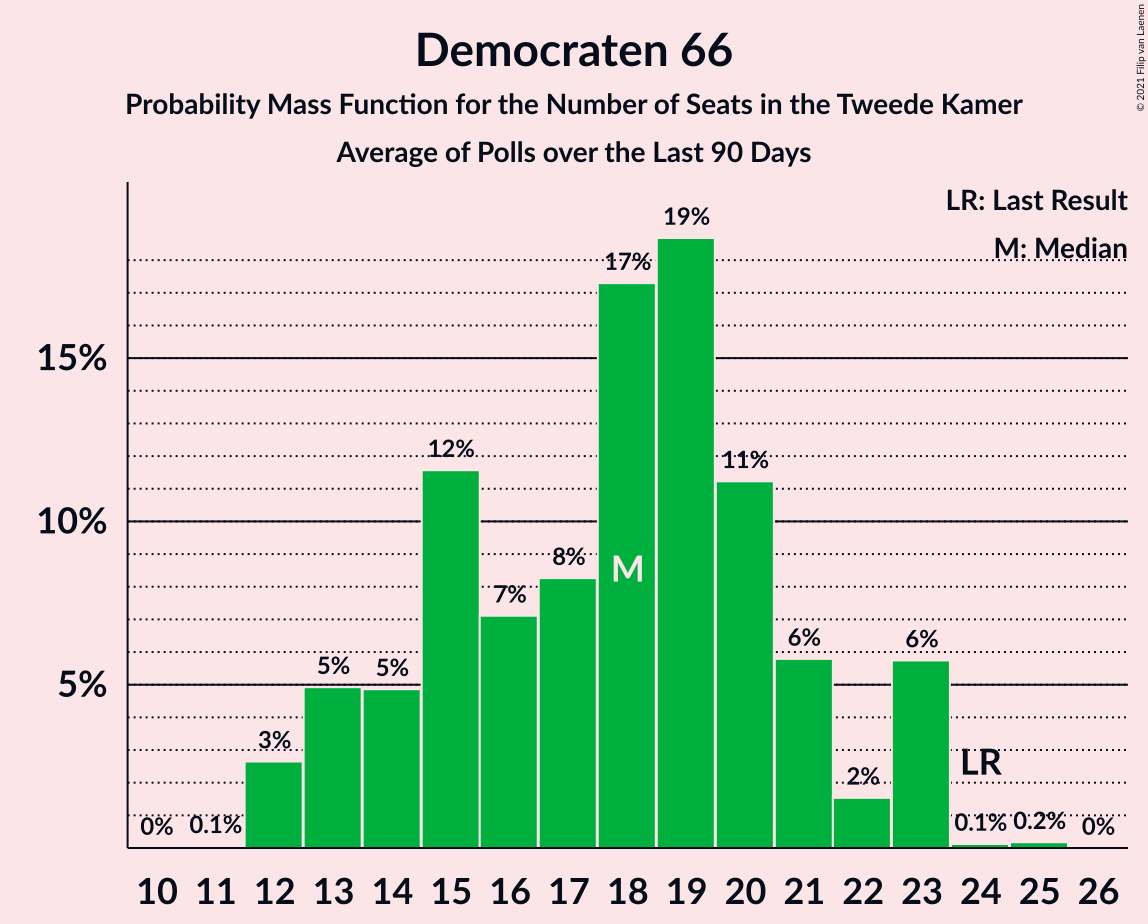 Democraten 66
Probability Mass Function for the Number of Seats in the Tweede Kamer
Average of Polls over the Last 90 Days
© 2021 Filip van Laenen
LR: Last Result
M: Median
15%
10%
5%
0%
0.1%
3%
5%
5%
12%
7%
8%
17%
19%
11%
6%
2%
6%
0.1%
0.2%
0%
M
LR
10 11 12 13 14 15 16 17 18 19 20 21 22 23 24 25 26